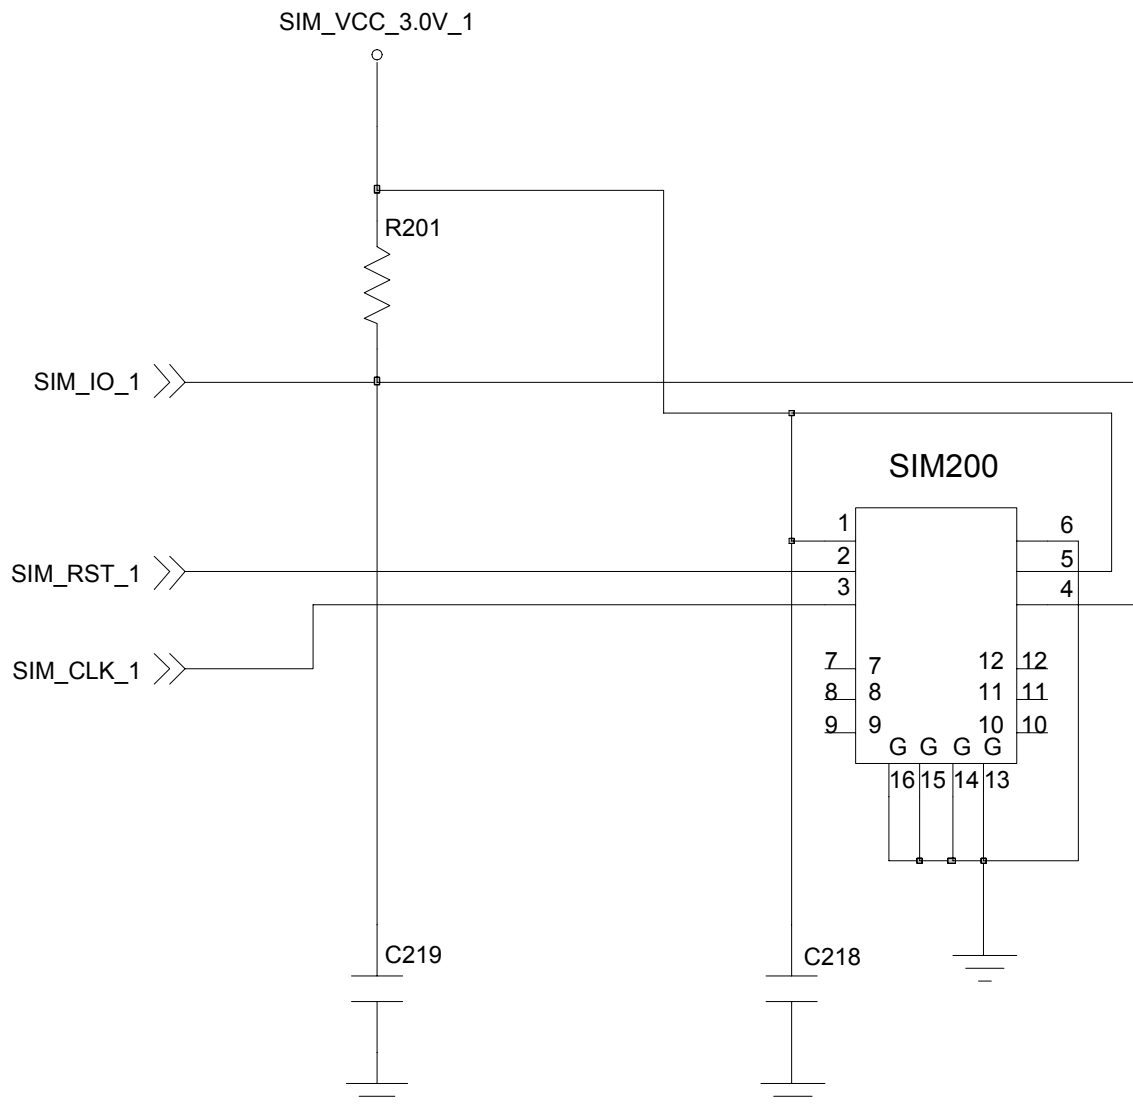 SIM_VCC_3.0V_1
R201
SIM_IO_1
SIM200
1 6
2 5
SIM_RST_1
3 4
SIM_CLK_1
7 7 12 12
8 8 11 11
9 9 10 10
G G G G
16 15 14 13
C219 C218